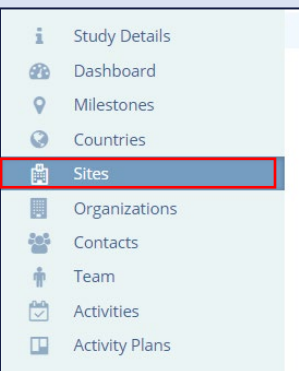 Study Details
Dashboard
Milestones
Countries
Sites
Organizations
Contacts
Team
Activities
Activity Plans